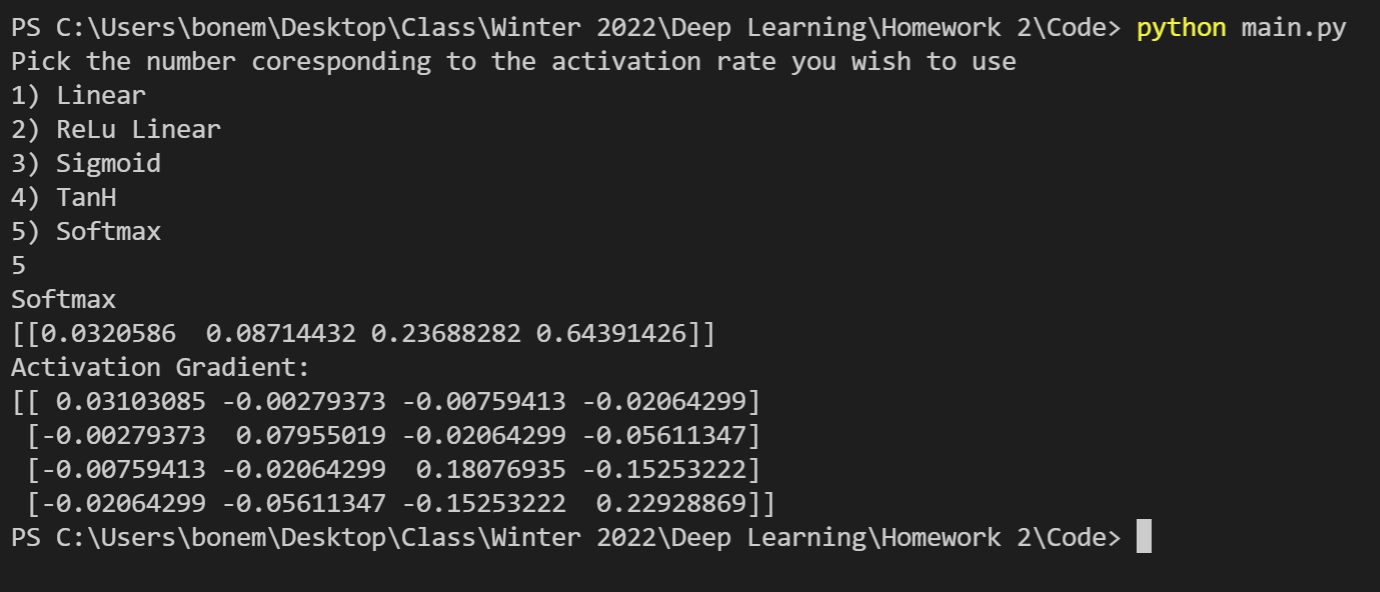 PS C:\Users\bonem\Desktop\Class\Winter 2022\Deep Learning\Homework 2\Code> python main.py
Pick the number coresponding to the activation rate you wish to use
1) Linear
2) ReLu Linear
3) Sigmoid
4) TanH
5) Softmax
5
Softmax
[[0.0320586  0.08714432 0.23688282 0.64391426]]
Activation Gradient:
[[ 0.03103085 -0.00279373 -0.00759413 -0.02064299]
 [-0.00279373  0.07955019 -0.02064299 -0.05611347]
 [-0.00759413 -0.02064299  0.18076935 -0.15253222]
 [-0.02064299 -0.05611347 -0.15253222  0.22928869]]
PS C:\Users\bonem\Desktop\Class\Winter 2022\Deep Learning\Homework 2\Code>